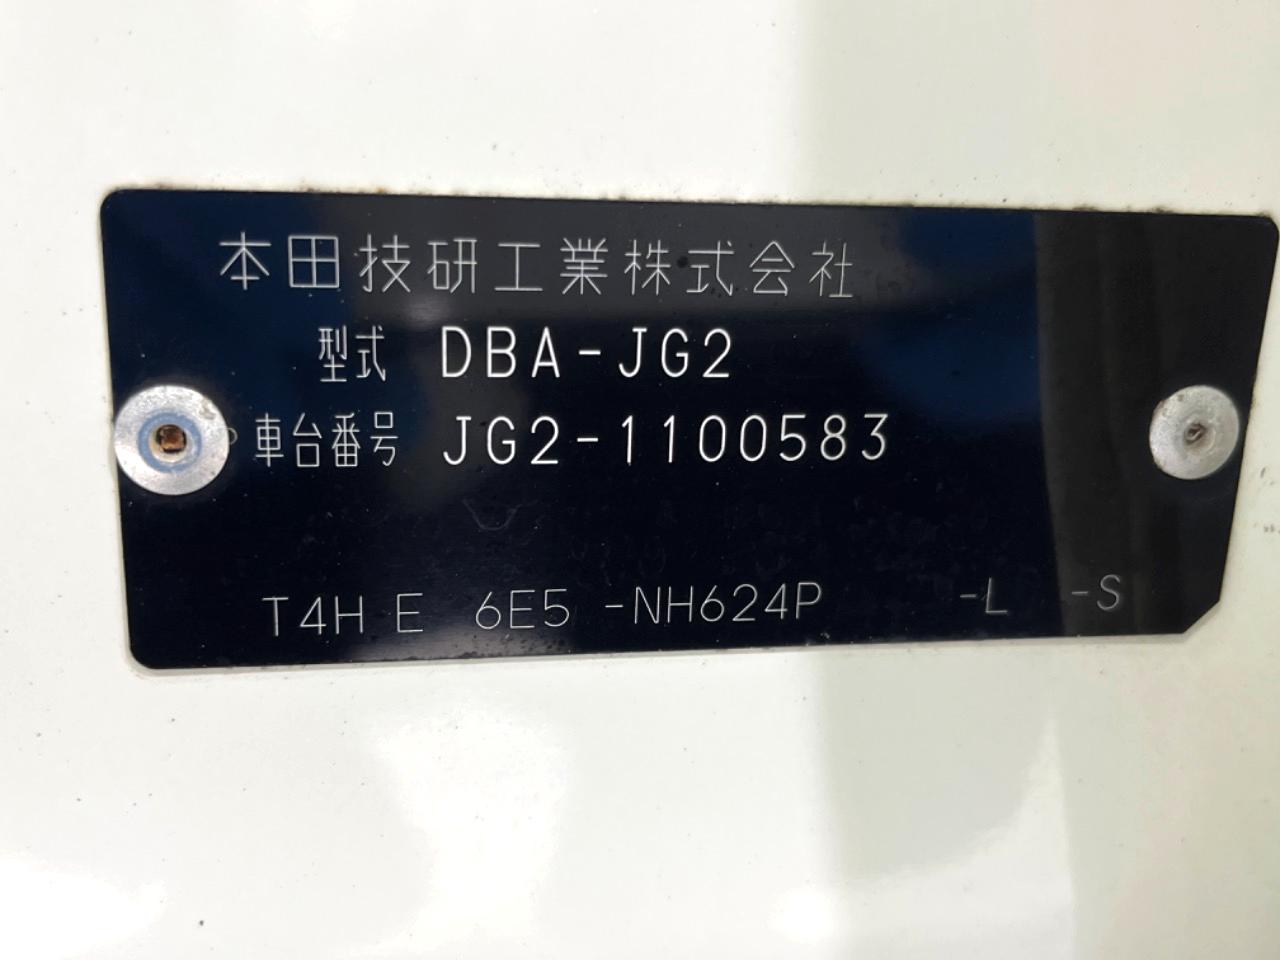 本田技研工業株式会社
型式 DBA-JG2
車台番号 JG2-1100583
T4H E 6E5 -NH624P -L -S